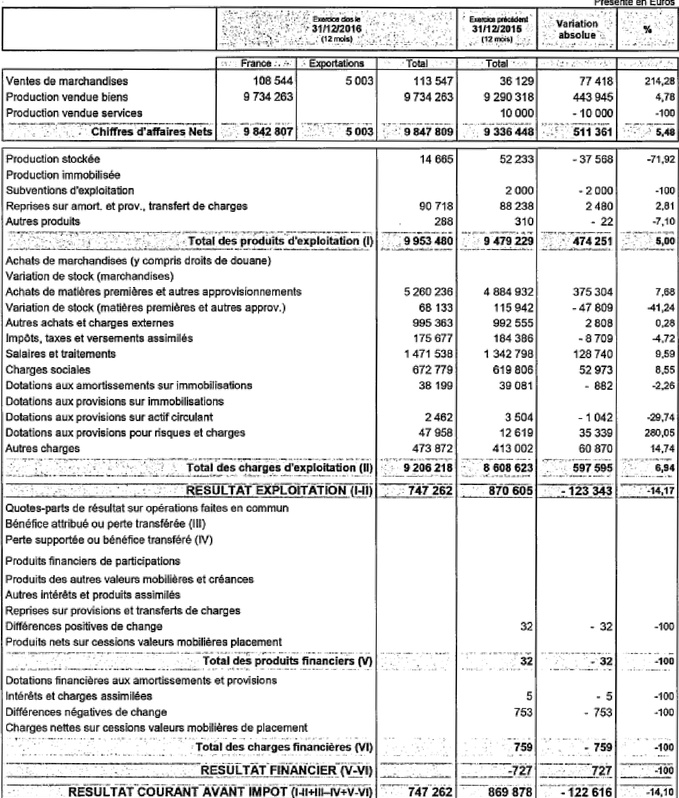 Présenté en Euros
Exercice clos le 31/12/2016 (12 mois) Exercice précédent 31/12/2015 (12 mois) Variation absolue %
France Exportations Total Total
Ventes de marchandises 108 544 5 003 113 547 36 129 77 418 214,28
Production vendue biens 9 734 263 9 734 263 9 290 318 443 945 4,78
Production vendue services 10 000 - 10 000 -100
Chiffres d'affaires Nets 9 842 807 5 003 9 847 809 9 336 448 511 361 5,48
Production stockée 14 665 52 233 - 37 568 -71,92
Production immobilisée
Subventions d'exploitation 2 000 - 2 000 -100
Reprises sur amort. et prov., transfert de charges 90 718 88 238 2 480 2,81
Autres produits 288 310 - 22 -7,10
Total des produits d'exploitation (I) 9 953 480 9 479 229 474 251 5,00
Achats de marchandises (y compris droits de douane)
Variation de stock (marchandises)
Achats de matières premières et autres approvisionnements 5 260 236 4 884 932 375 304 7,68
Variation de stock (matières premières et autres approv.) 68 133 115 942 - 47 809 -41,24
Autres achats et charges externes 995 363 992 555 2 808 0,28
Impôts, taxes et versements assimilés 175 677 184 386 - 8 709 -4,72
Salaires et traitements 1 471 538 1 342 798 128 740 9,59
Charges sociales 672 779 619 806 52 973 8,55
Dotations aux amortissements sur immobilisations 38 199 39 081 - 882 -2,26
Dotations aux provisions sur immobilisations
Dotations aux provisions sur actif circulant 2 462 3 504 - 1 042 -29,74
Dotations aux provisions pour risques et charges 47 958 12 619 35 339 280,05
Autres charges 473 872 413 002 60 870 14,74
Total des charges d'exploitation (II) 9 206 218 8 608 623 597 595 6,94
RESULTAT EXPLOITATION (I-II) 747 262 870 605 - 123 343 -14,17
Quotes-parts de résultat sur opérations faites en commun
Bénéfice attribué ou perte transférée (III)
Perte supportée ou bénéfice transféré (IV)
Produits financiers de participations
Produits des autres valeurs mobilières et créances
Autres intérêts et produits assimilés
Reprises sur provisions et transferts de charges
Différences positives de change 32 - 32 -100
Produits nets sur cessions valeurs mobilières placement
Total des produits financiers (V) 32 - 32 -100
Dotations financières aux amortissements et provisions
Intérêts et charges assimilées 5 - 5 -100
Différences négatives de change 753 - 753 -100
Charges nettes sur cessions valeurs mobilières de placement
Total des charges financières (VI) 759 - 759 -100
RESULTAT FINANCIER (V-VI) -727 727 -100
RESULTAT COURANT AVANT IMPOT (I-II+III-IV+V-VI) 747 262 869 878 - 122 616 -14,10